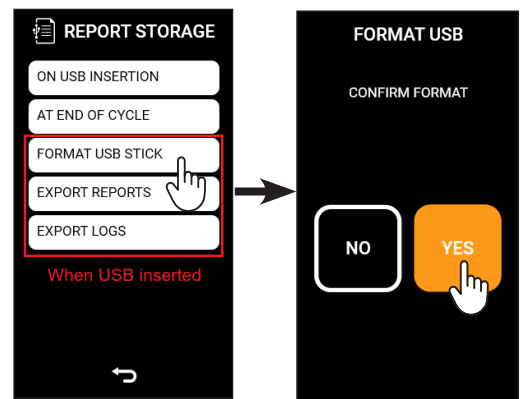 REPORT STORAGE
ON USB INSERTION
AT END OF CYCLE
FORMAT USB STICK
EXPORT REPORTS
EXPORT LOGS
When USB inserted
FORMAT USB
CONFIRM FORMAT
NO
YES